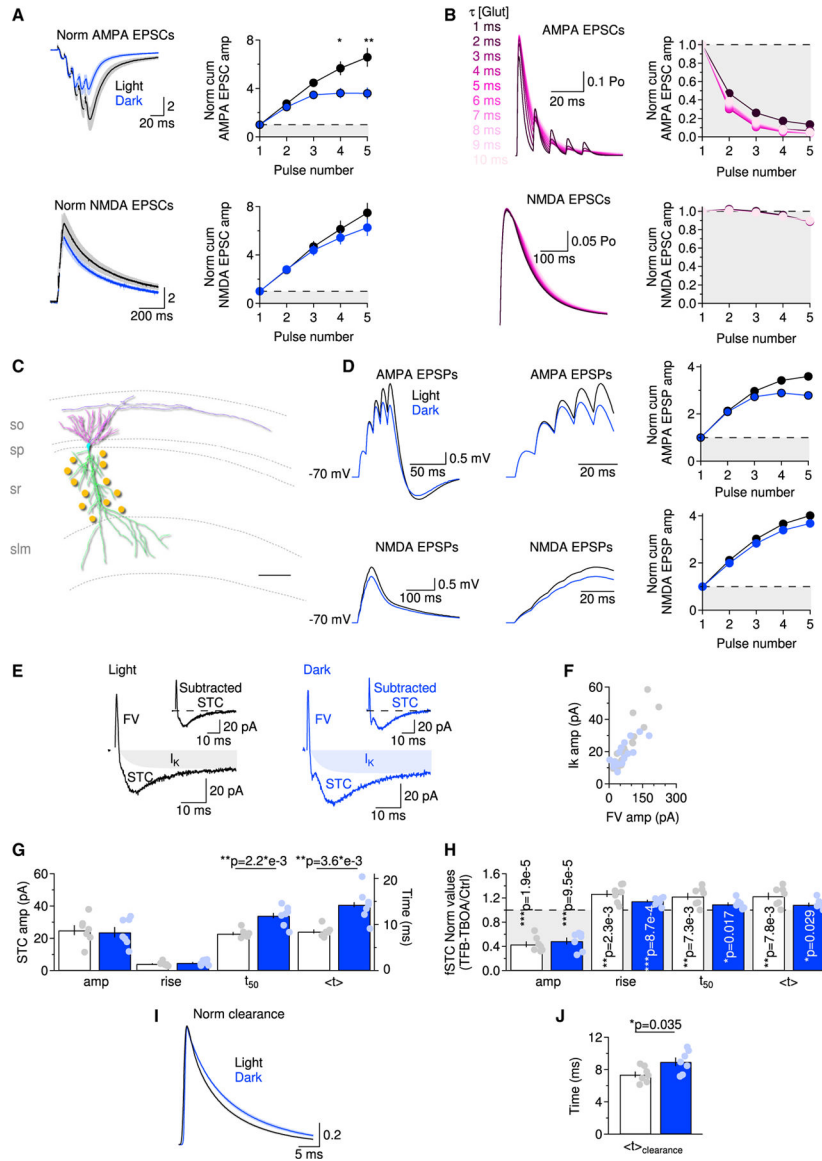 A
Norm AMPA EPSCs
Light
Dark
2
20 ms
Norm cum
AMPA EPSC amp
8
6
4
2
0
*
**
1 2 3 4 5
Pulse number
Norm NMDA EPSCs
2
200 ms
Norm cum
NMDA EPSC amp
8
6
4
2
0
1 2 3 4 5
Pulse number
B
τ [Glut]
1 ms
2 ms
3 ms
4 ms
5 ms
6 ms
7 ms
8 ms
9 ms
10 ms
AMPA EPSCs
0.1 Po
20 ms
Norm cum
AMPA EPSC amp
1.0
0.8
0.6
0.4
0.2
0.0
1 2 3 4 5
Pulse number
NMDA EPSCs
0.05 Po
100 ms
Norm cum
NMDA EPSC amp
1.0
0.8
0.6
0.4
0.2
0.0
1 2 3 4 5
Pulse number
C
so
sp
sr
slm
D
AMPA EPSPs
Light
Dark
-70 mV
0.5 mV
50 ms
AMPA EPSPs
20 ms
Norm cum
AMPA EPSP amp
4
2
0
1 2 3 4 5
Pulse number
NMDA EPSPs
-70 mV
0.5 mV
100 ms
NMDA EPSPs
20 ms
Norm cum
NMDA EPSP amp
4
2
0
1 2 3 4 5
Pulse number
E
Light
FV
Subtracted
STC
20 pA
10 ms
IK
STC
20 pA
10 ms
Dark
FV
Subtracted
STC
20 pA
10 ms
IK
STC
20 pA
10 ms
F
Ik amp
(pA)
60
40
20
0
0 150 300
FV amp (pA)
G
STC amp (pA)
60
40
20
0
**p=2.2*e-3
**p=3.6*e-3
20
10
0
Time (ms)
amp rise t50 <t>
H
fSTC Norm values
(TFB-TBOA/Ctrl)
1.6
1.2
0.8
0.4
0.0
***p=1.9e-5
***p=9.5e-5
**p=2.3e-3
***p=8.7e-4
**p=7.3e-3
*p=0.017
**p=7.8e-3
*p=0.029
amp rise t50 <t>
I
Norm clearance
Light
Dark
0.2
5 ms
J
*p=0.035
Time (ms)
12
8
4
0
<t>clearance